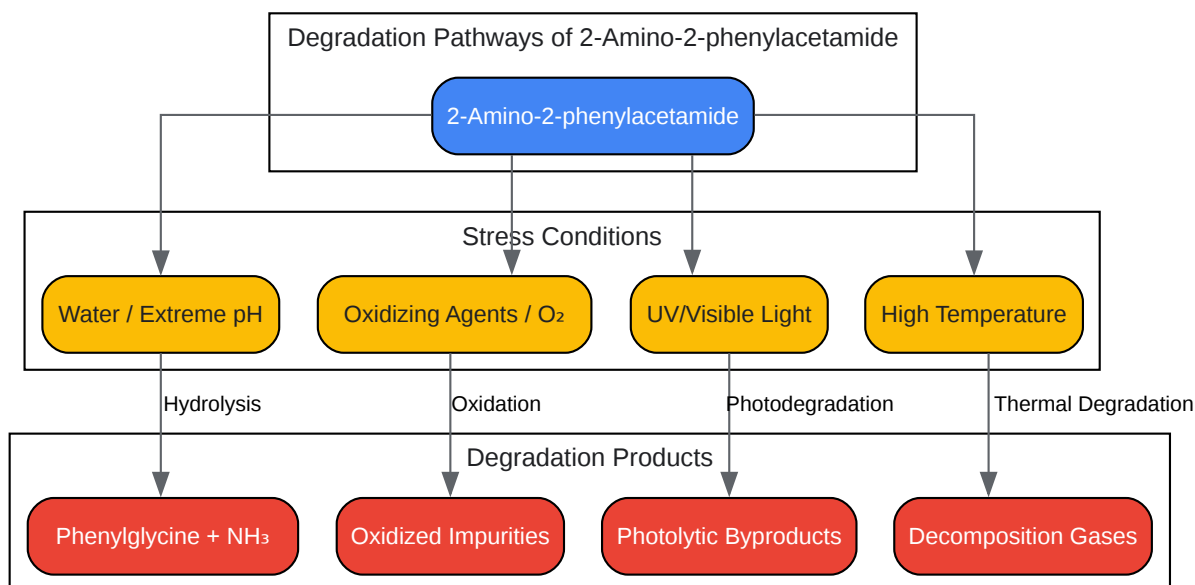 Degradation Pathways of 2-Amino-2-phenylacetamide
2-Amino-2-phenylacetamide
Stress Conditions
Water / Extreme pH
Oxidizing Agents / O₂
UV/Visible Light
High Temperature
Hydrolysis
Oxidation
Photodegradation
Thermal Degradation
Degradation Products
Phenylglycine + NH₃
Oxidized Impurities
Photolytic Byproducts
Decomposition Gases